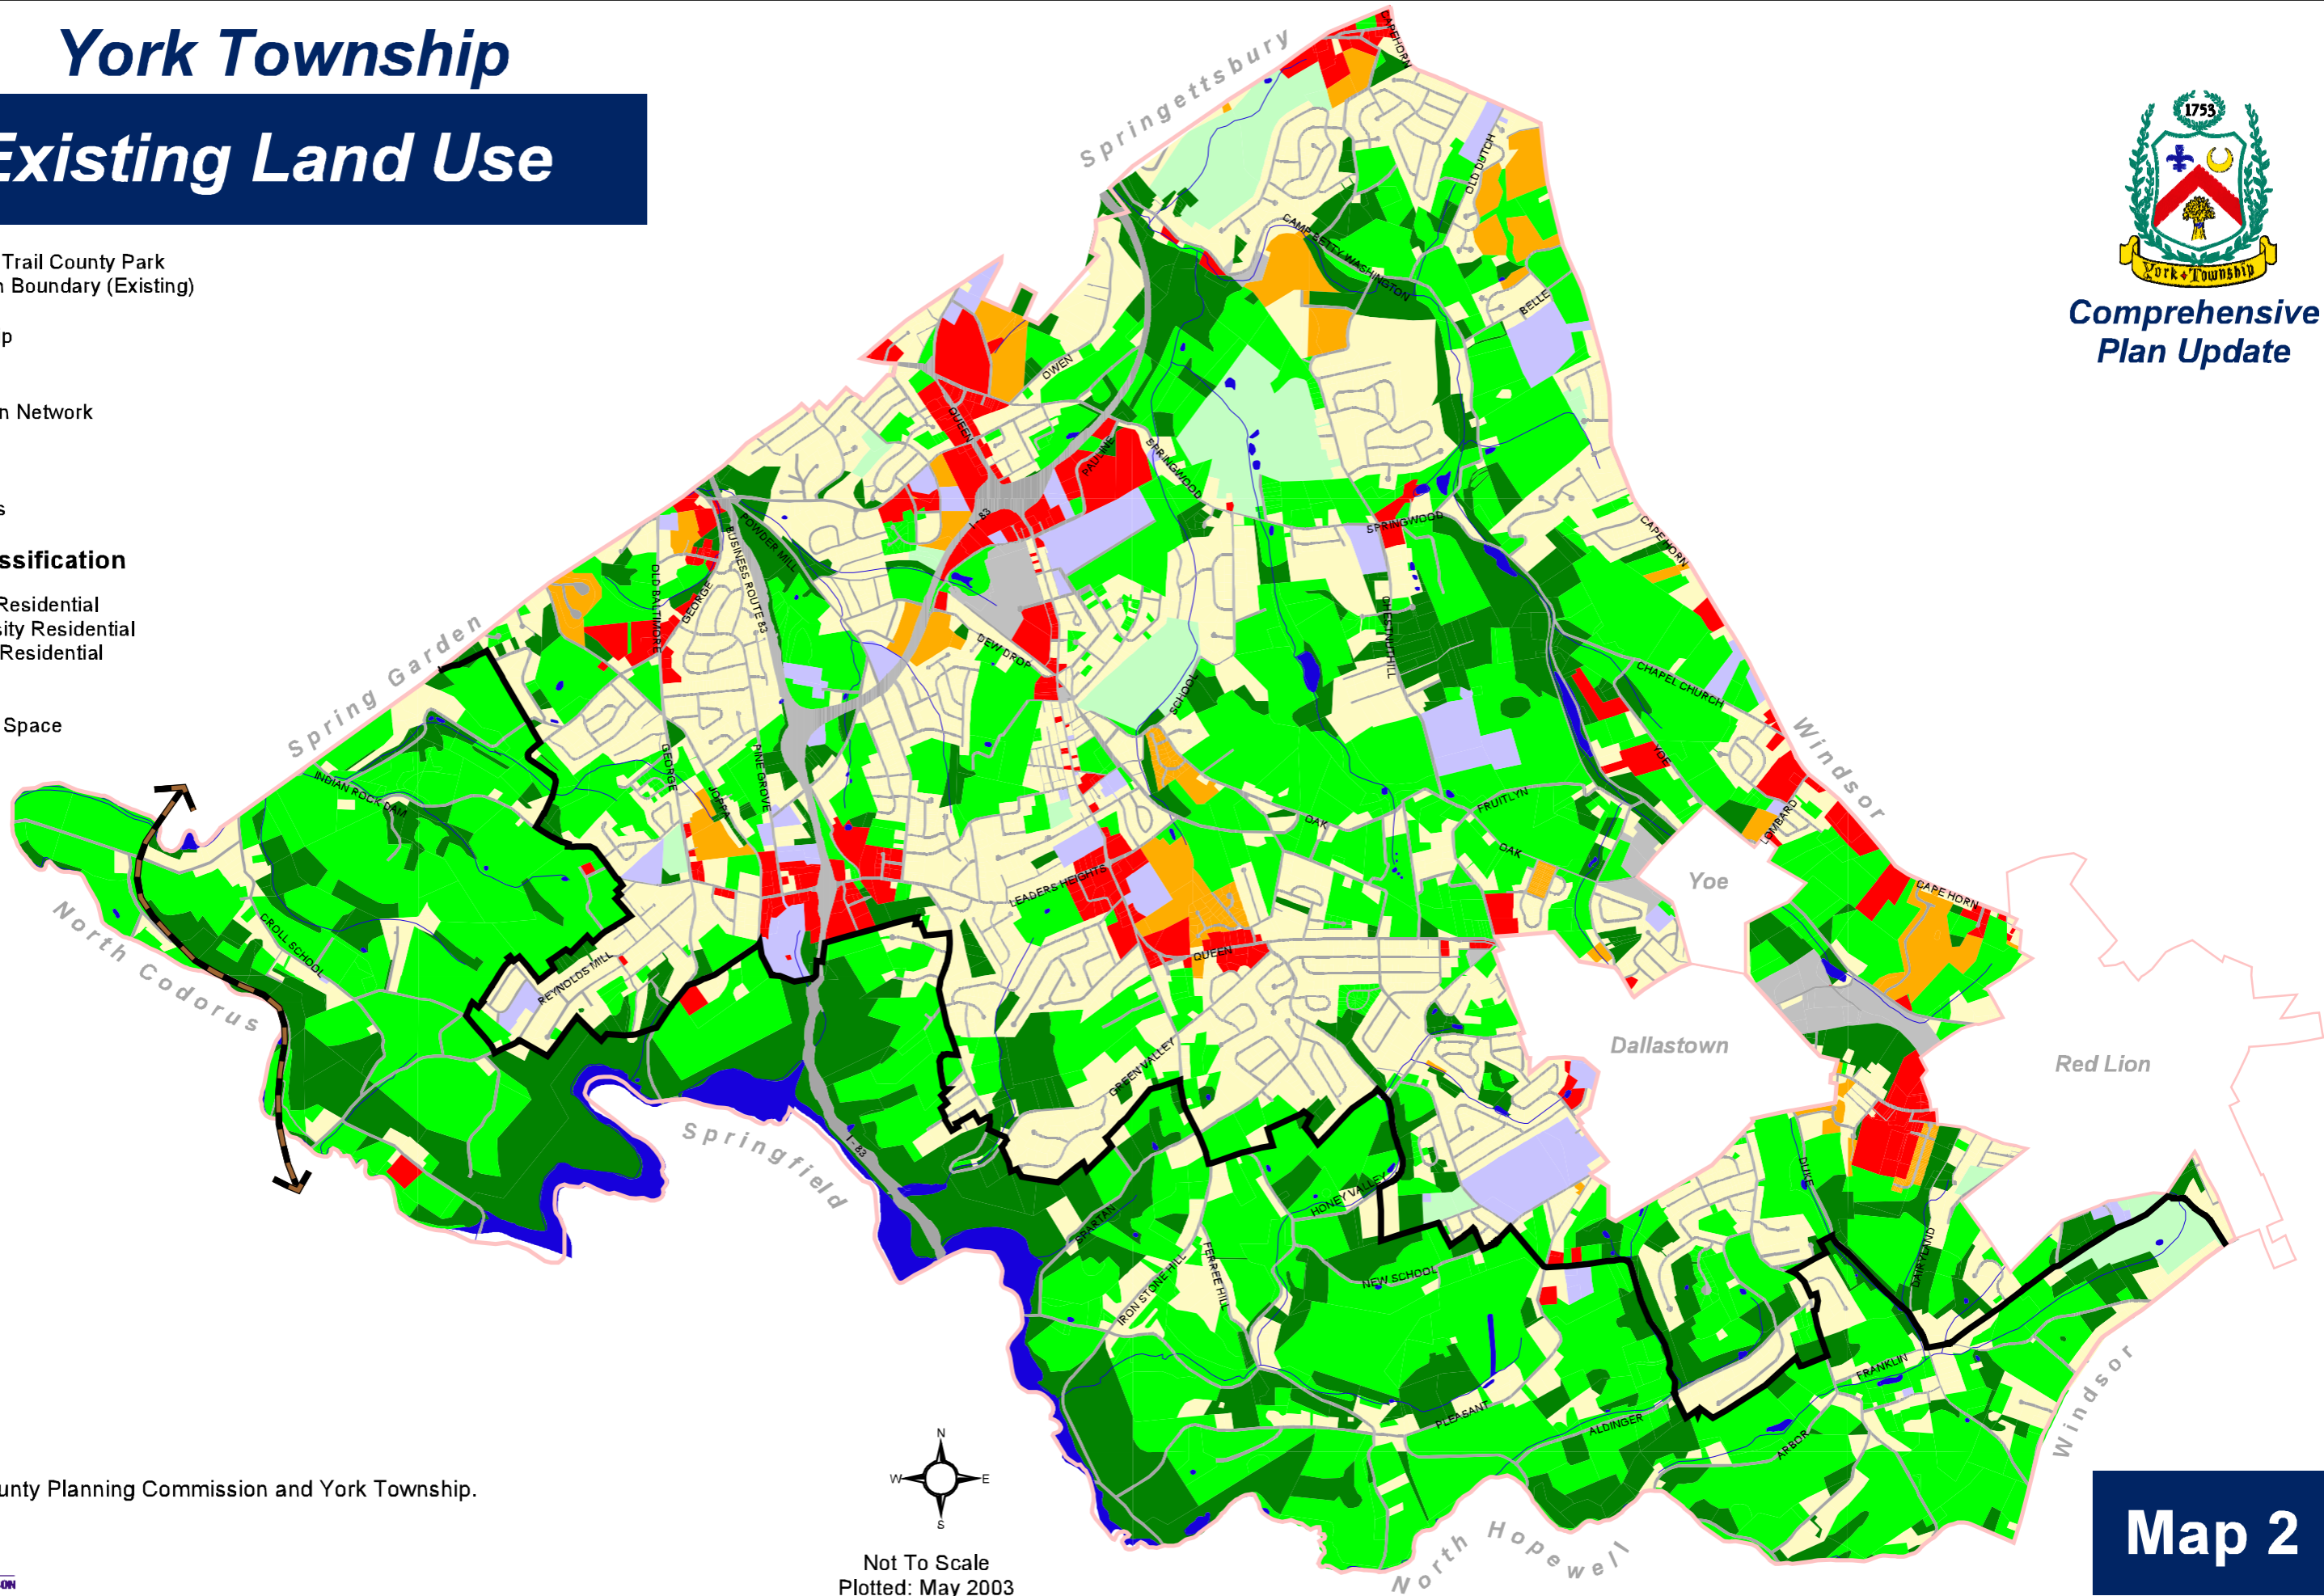 York Township
Existing Land Use
Trail County Park
Boundary (Existing)
p
n Network
s
ssification
Residential
sity Residential
Residential
Space
unty Planning Commission and York Township.
1753
York Township
Comprehensive
Plan Update
Springettsbury
CAPE HORN
OLD DUTCH
CAMP BETTY WASHINGTON
BELLE
OWEN
QUEEN
PAULINE
SPRINGWOOD
I-83
SPRINGWOOD
CAPE HORN
POWDER MILL
BUSINESS ROUTE 83
OLD BALTIMORE
GEORGE
DEW DROP
CHESTNUT HILL
SCHOOL
CHAPEL CHURCH
YOE
Windsor
Spring Garden
INDIAN ROCK DAM
GEORGE
JOPPA
PINE GROVE
OAK
FRUITLYN
OAK
LOMBARD
LEADERS HEIGHTS
Yoe
CAPE HORN
North Codorus
CROLL SCHOOL
REYNOLDS MILL
QUEEN
Dallastown
Red Lion
GREEN VALLEY
Springfield
I-83
SPARTAN
HONEY VALLEY
DUKE
IRON STONE HILL
FERREE HILL
NEW SCHOOL
DAIRYLAND
FRANKLIN
PLEASANT
ALDINGER
ARBOR
Windsor
North Hopewell
N
W
E
S
Not To Scale
Plotted: May 2003
Map 2